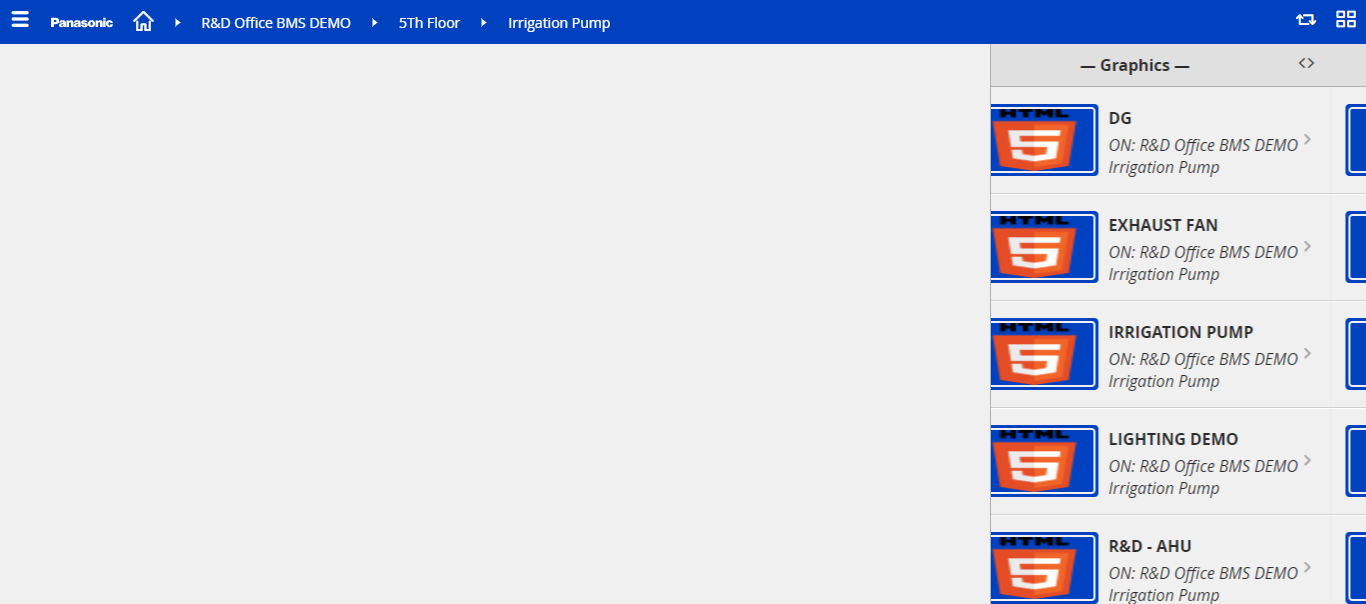 Panasonic
R&D Office BMS DEMO
5Th Floor
Irrigation Pump
— Graphics —
HTML
5
DG
ON: R&D Office BMS DEMO
Irrigation Pump
HTML
5
EXHAUST FAN
ON: R&D Office BMS DEMO
Irrigation Pump
HTML
5
IRRIGATION PUMP
ON: R&D Office BMS DEMO
Irrigation Pump
HTML
5
LIGHTING DEMO
ON: R&D Office BMS DEMO
Irrigation Pump
HTML
5
R&D - AHU
ON: R&D Office BMS DEMO
Irrigation Pump